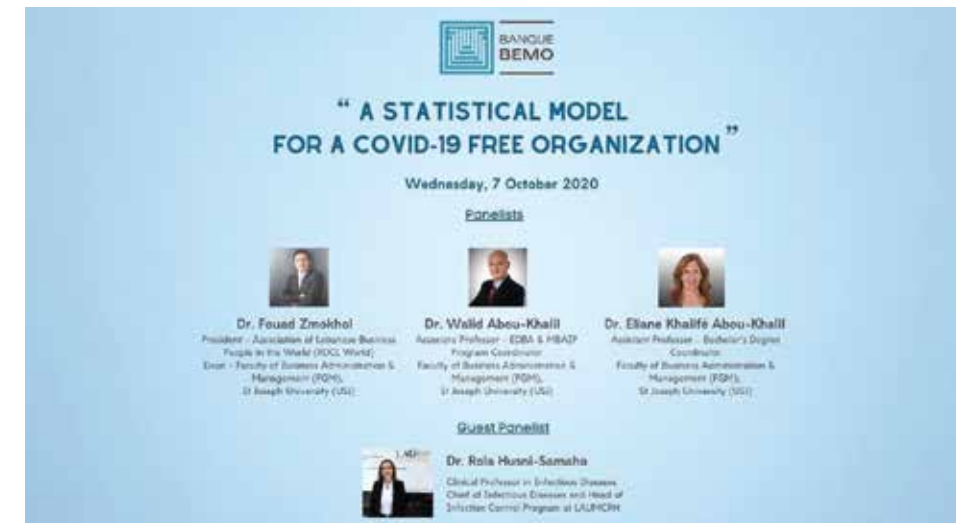 BANQUE
BEMO
“ A STATISTICAL MODEL
FOR A COVID-19 FREE ORGANIZATION ”
Wednesday, 7 October 2020
Panelists
Dr. Fouad Zmokhol
President - Association of Lebanese Business
People in the World (RDCL World)
Dean - Faculty of Business Administration &
Management (FGM),
St Joseph University (USJ)
Dr. Walid Abou-Khalil
Associate Professor - EDBA & MBAIP
Program Coordinator
Faculty of Business Administration &
Management (FGM),
St Joseph University (USJ)
Dr. Eliane Khalifé Abou-Khalil
Assistant Professor - Bachelor's Degree
Coordinator
Faculty of Business Administration &
Management (FGM),
St Joseph University (USJ)
Guest Panelist
LAU
Dr. Rola Husni-Samaha
Clinical Professor in Infectious Diseases
Chief of Infectious Diseases and Head of
Infection Control Program at LAUMCRH